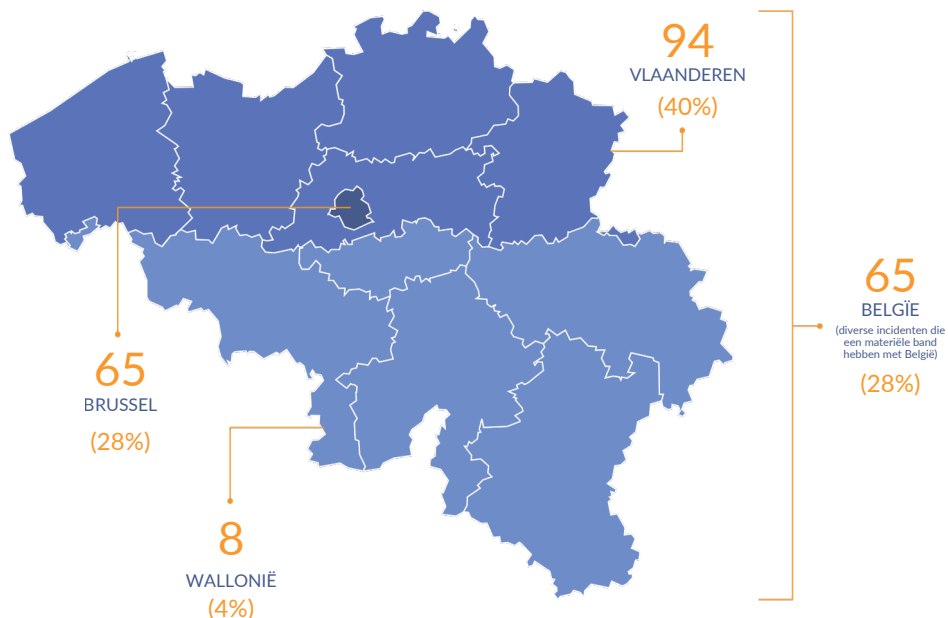 94
VLAANDEREN
(40%)
65
BELGÏE
(diverse incidenten die
een materiële band
hebben met België)
(28%)
65
BRUSSEL
(28%)
8
WALLONIË
(4%)